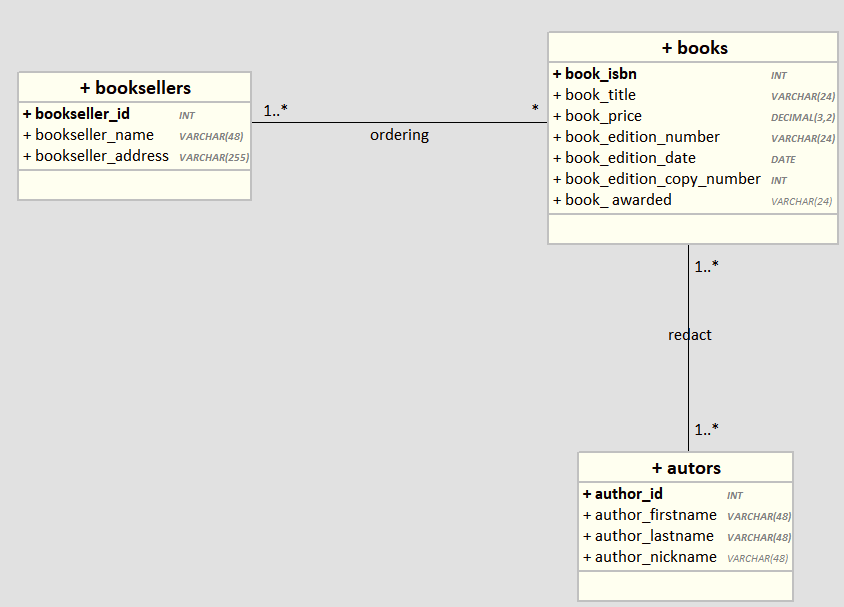 + booksellers
+ bookseller_id INT
+ bookseller_name VARCHAR(48)
+ bookseller_address VARCHAR(255)
1..*
*
ordering
+ books
+ book_isbn INT
+ book_title VARCHAR(24)
+ book_price DECIMAL(3,2)
+ book_edition_number VARCHAR(24)
+ book_edition_date DATE
+ book_edition_copy_number INT
+ book_ awarded VARCHAR(24)
1..*
redact
1..*
+ autors
+ author_id INT
+ author_firstname VARCHAR(48)
+ author_lastname VARCHAR(48)
+ author_nickname VARCHAR(48)